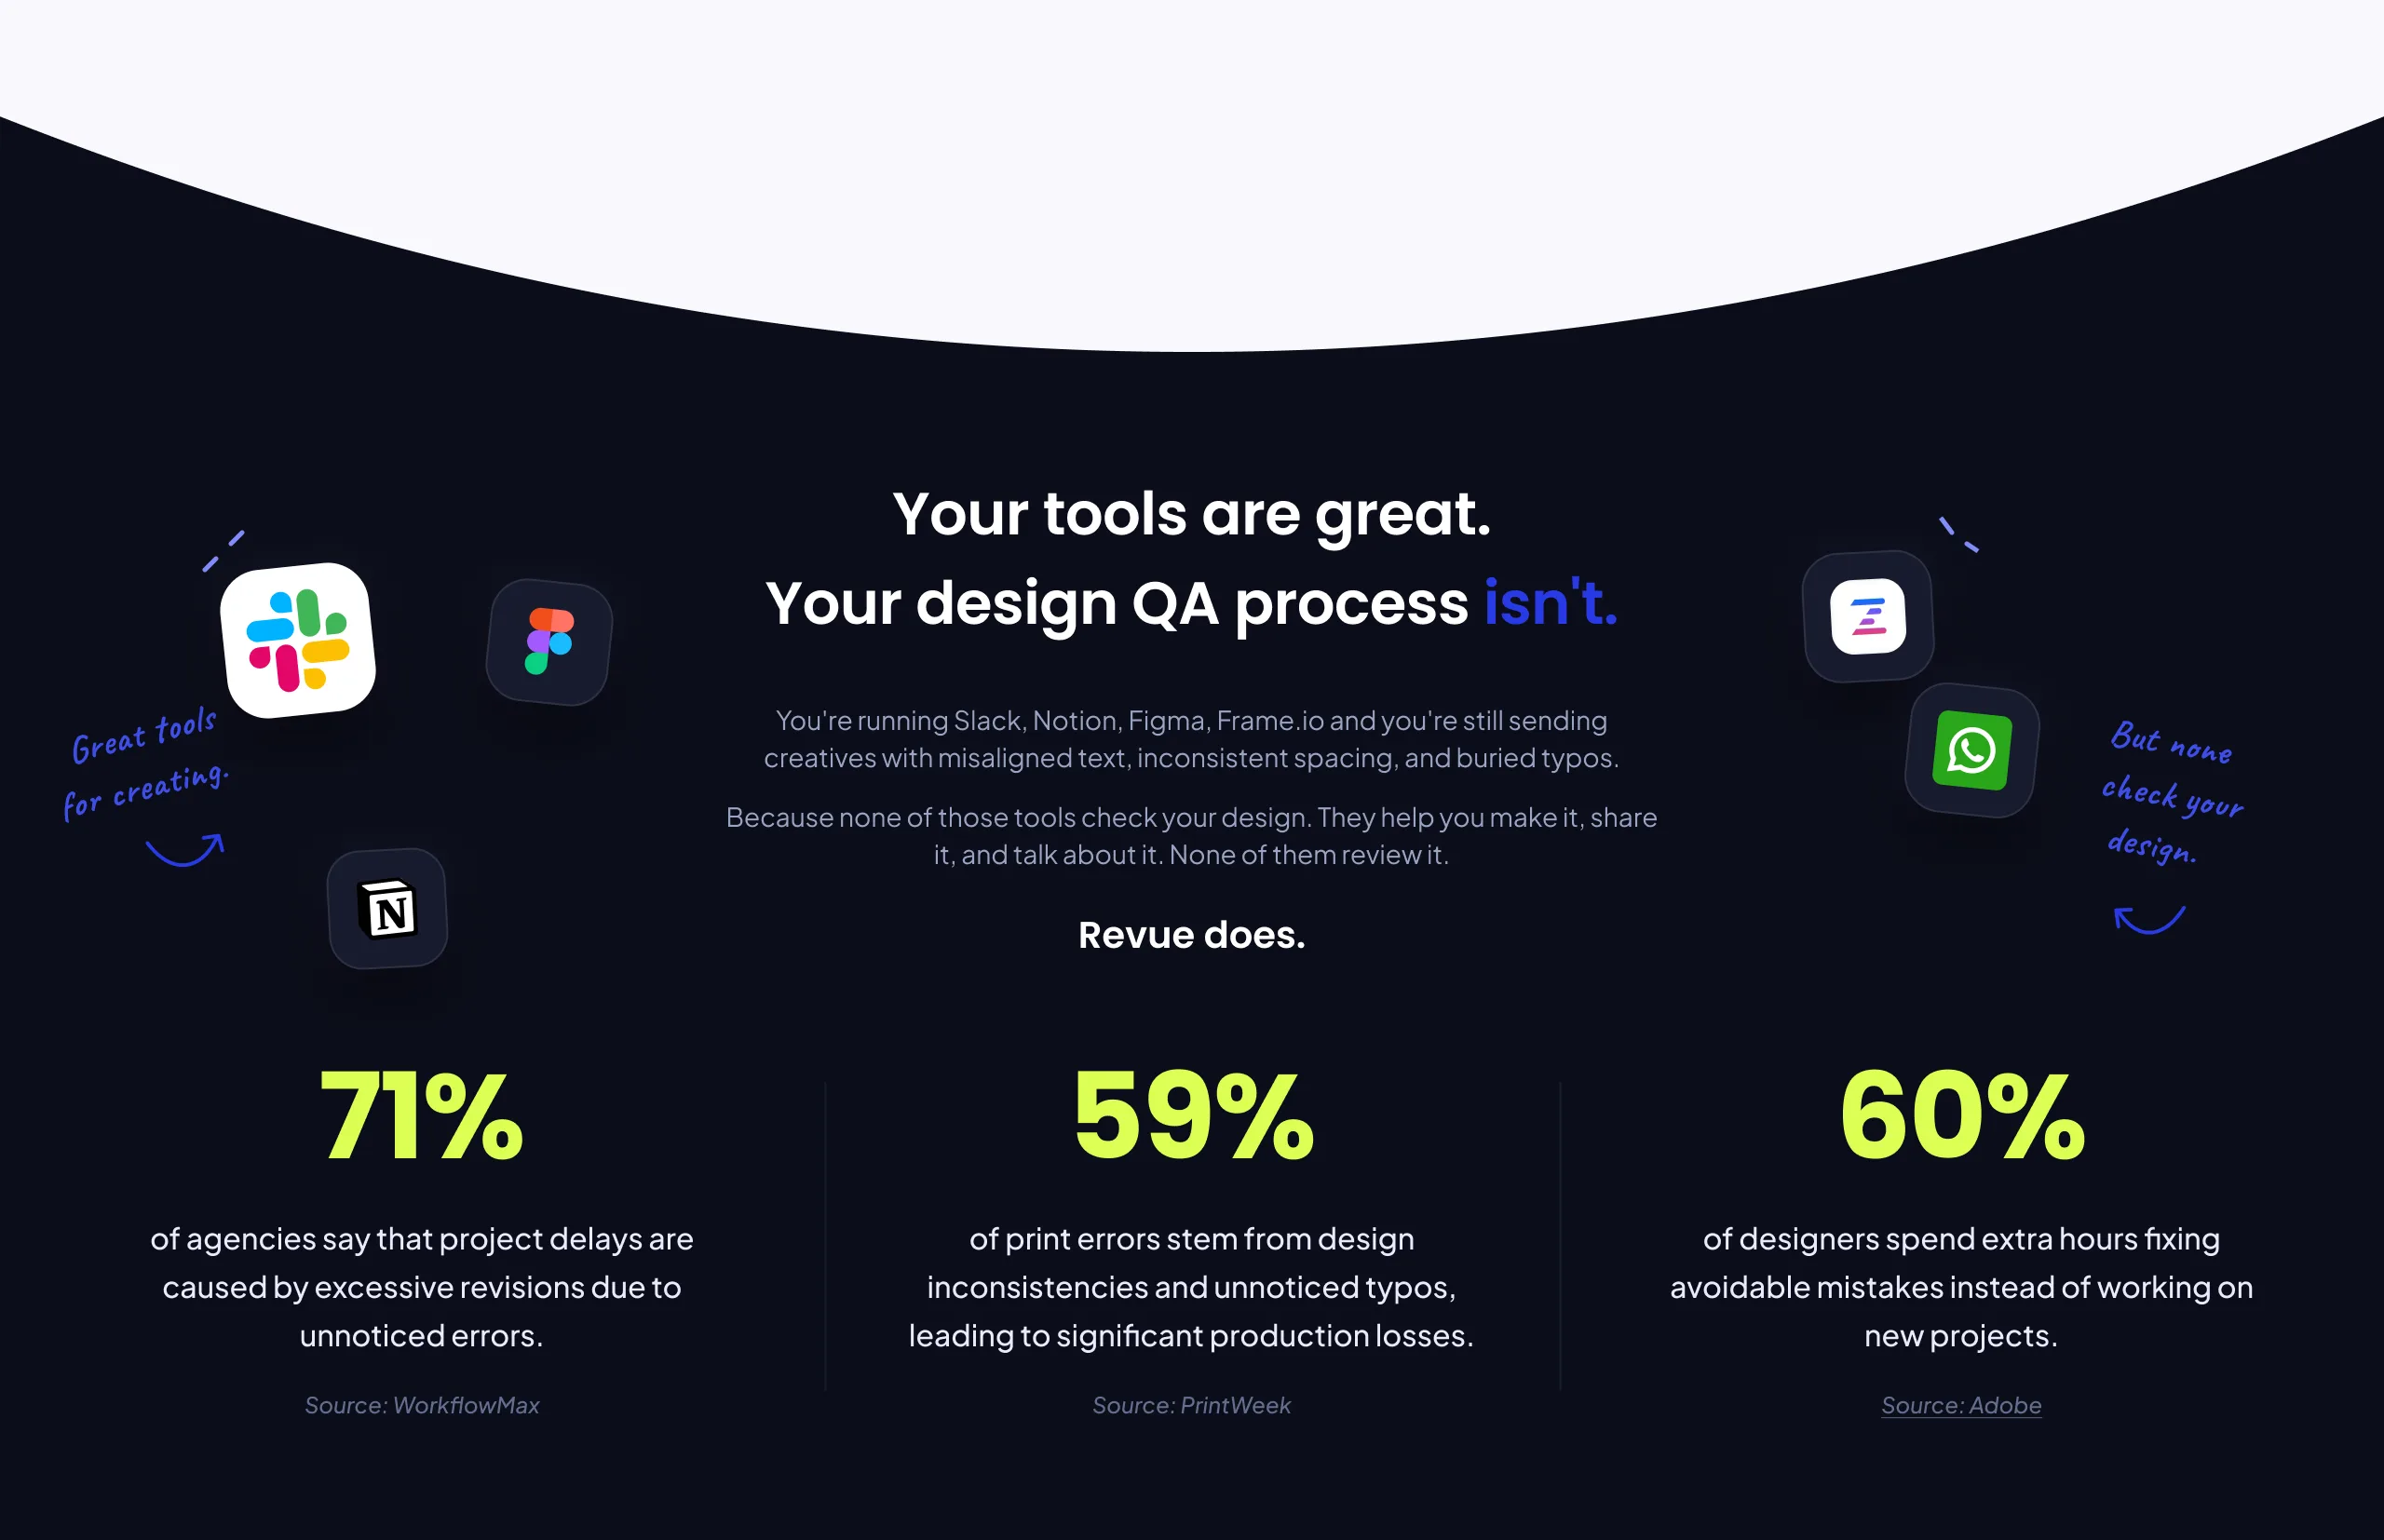 Your tools are great.
Your design QA process isn't.
Great tools
for creating.
You're running Slack, Notion, Figma, Frame.io and you're still sending
creatives with misaligned text, inconsistent spacing, and buried typos.
Because none of those tools check your design. They help you make it, share
it, and talk about it. None of them review it.
Revue does.
But none
check your
design.
N
71%
of agencies say that project delays are
caused by excessive revisions due to
unnoticed errors.
Source: WorkflowMax
59%
of print errors stem from design
inconsistencies and unnoticed typos,
leading to significant production losses.
Source: PrintWeek
60%
of designers spend extra hours fixing
avoidable mistakes instead of working on
new projects.
Source: Adobe